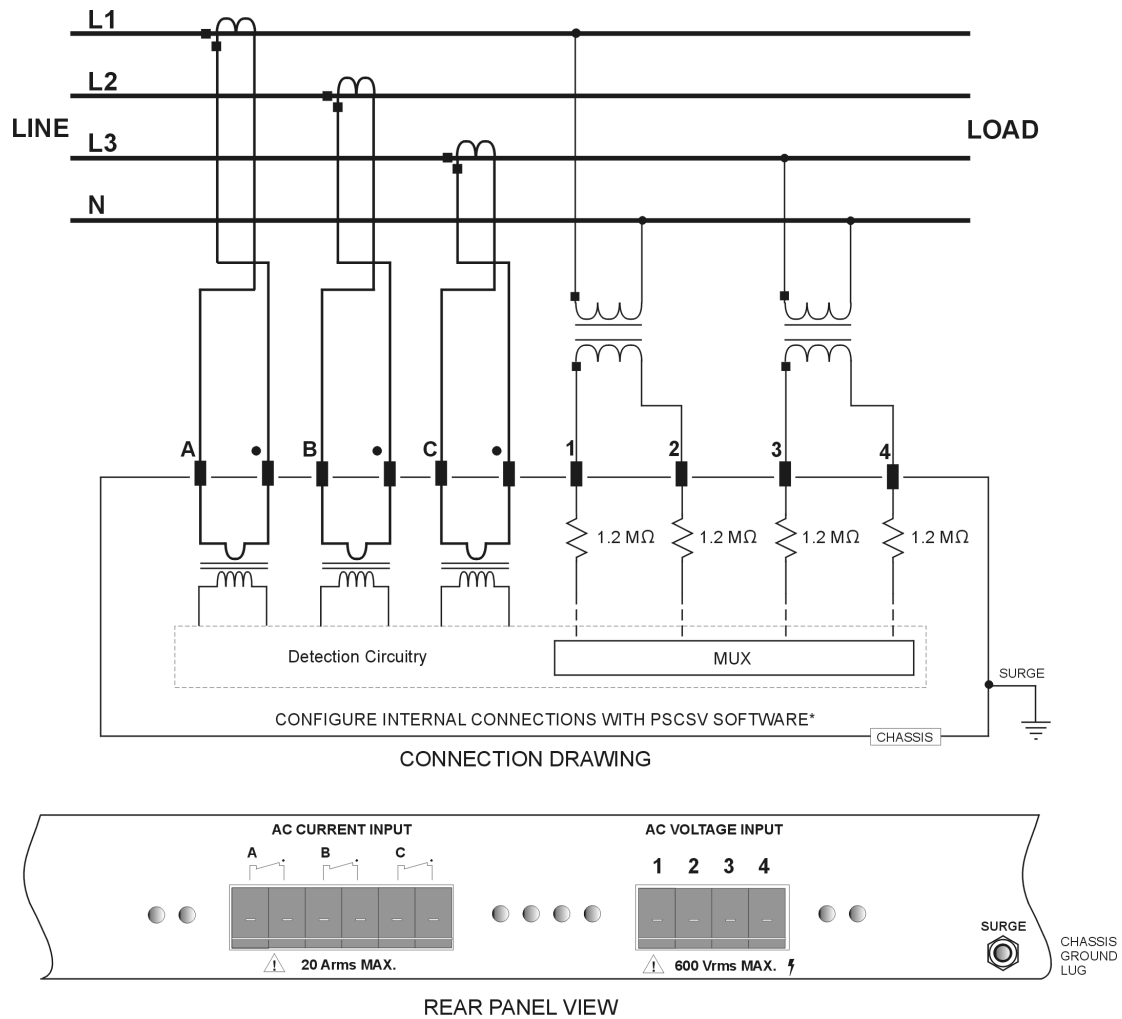 L1
L2
LINE
LOAD
L3
N
A
B
C
1
2
3
4
1.2 MΩ
1.2 MΩ
1.2 MΩ
1.2 MΩ
Detection Circuitry
MUX
SURGE
CONFIGURE INTERNAL CONNECTIONS WITH PSCSV SOFTWARE*
CHASSIS
CONNECTION DRAWING
AC CURRENT INPUT
AC VOLTAGE INPUT
A
B
C
1
2
3
4
SURGE
CHASSIS
GROUND
LUG
! 20 Arms MAX.
! 600 Vrms MAX.
REAR PANEL VIEW